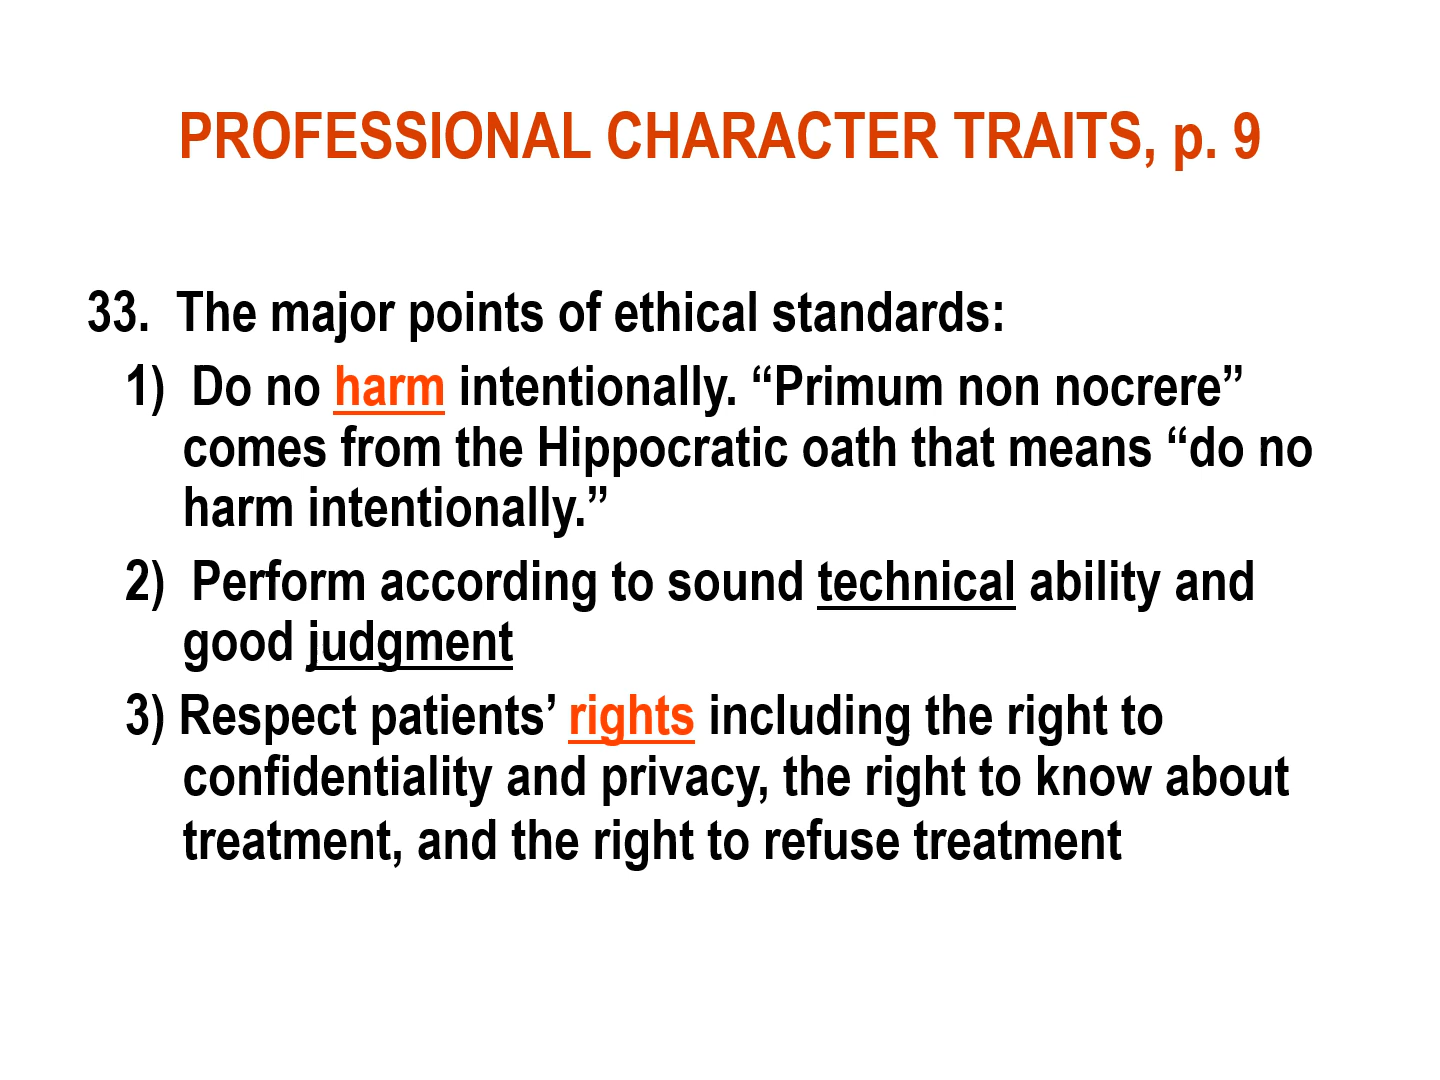 PROFESSIONAL CHARACTER TRAITS, p. 9
33. The major points of ethical standards:
1) Do no harm intentionally. “Primum non nocrere”
comes from the Hippocratic oath that means “do no
harm intentionally.”
2) Perform according to sound technical ability and
good judgment
3) Respect patients’ rights including the right to
confidentiality and privacy, the right to know about
treatment, and the right to refuse treatment